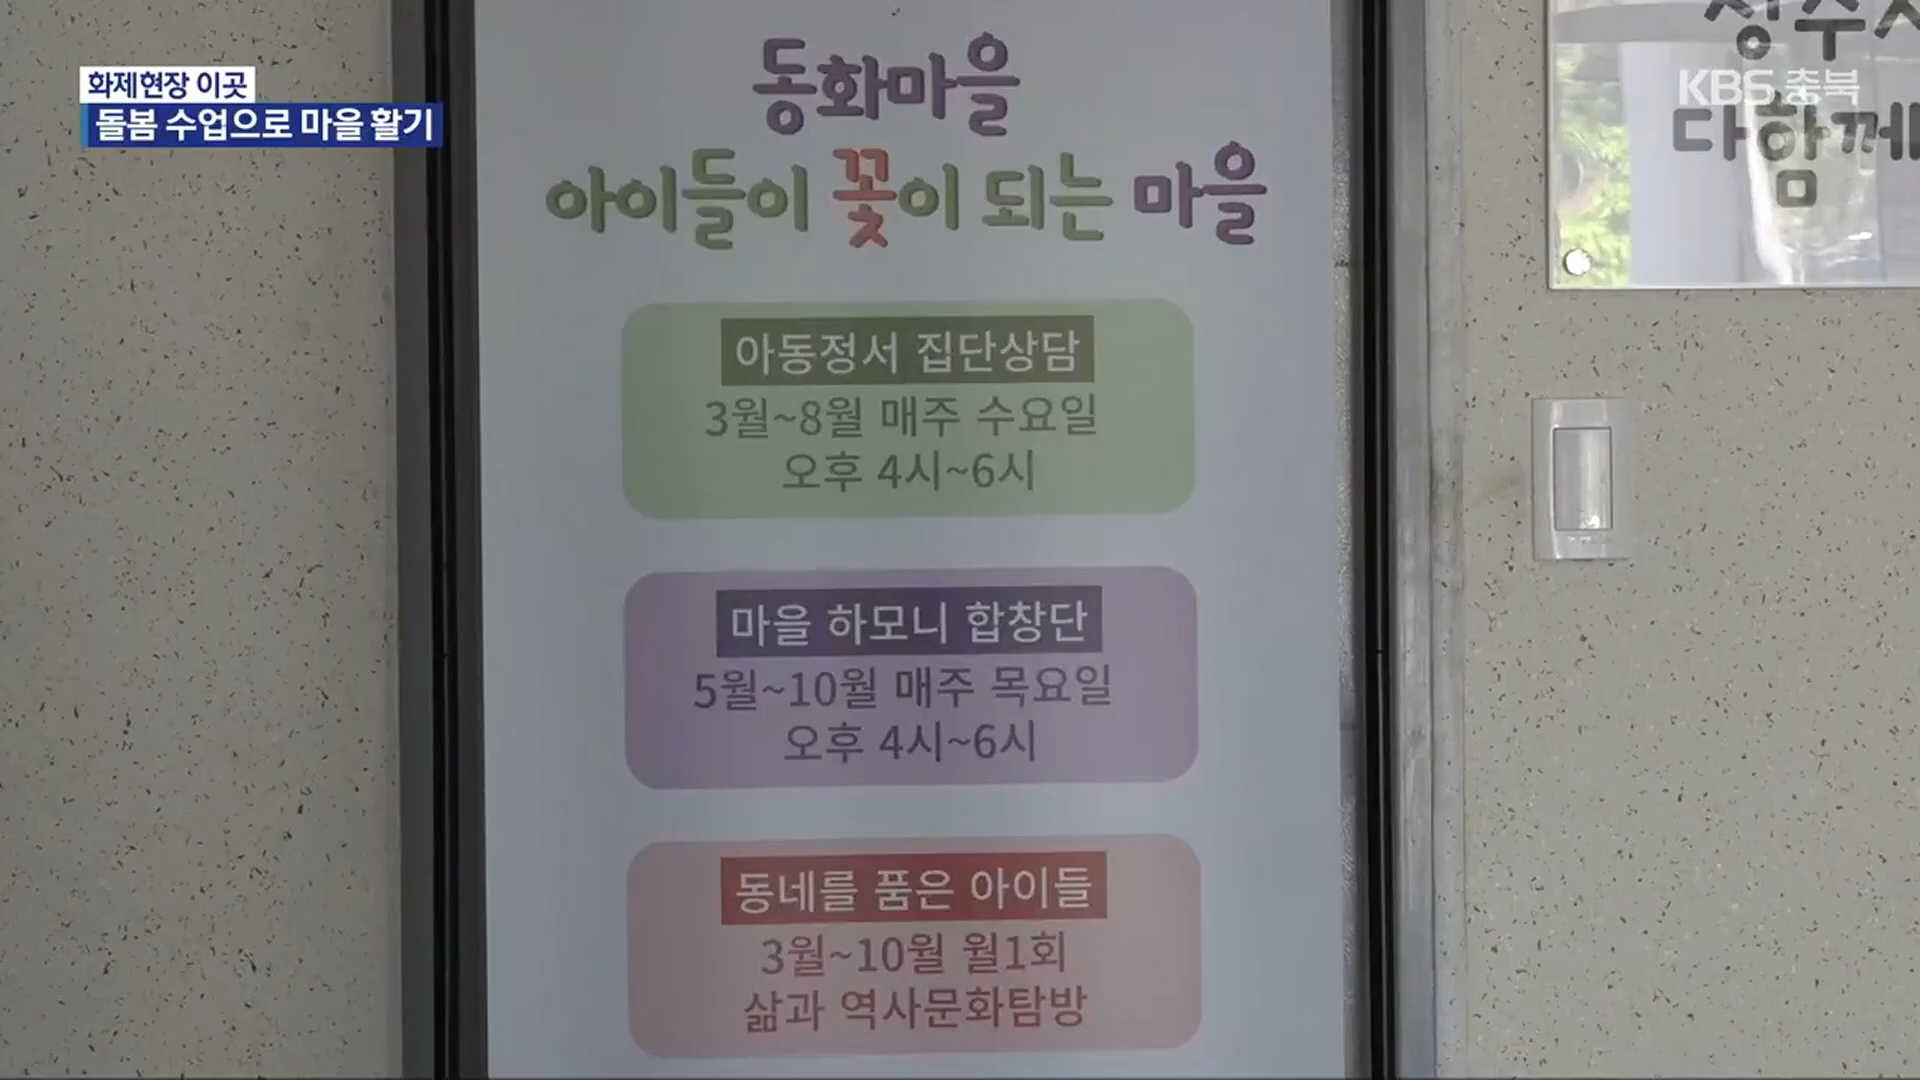 화제현장 이곳
돌봄 수업으로 마을 활기
KBS 충북
다함께
동화마을
아이들이 꽃이 되는 마을
아동정서 집단상담
3월~8월 매주 수요일
오후 4시~6시
마을 하모니 합창단
5월~10월 매주 목요일
오후 4시~6시
동네를 품은 아이들
3월~10월 월1회
삶과 역사문화탐방